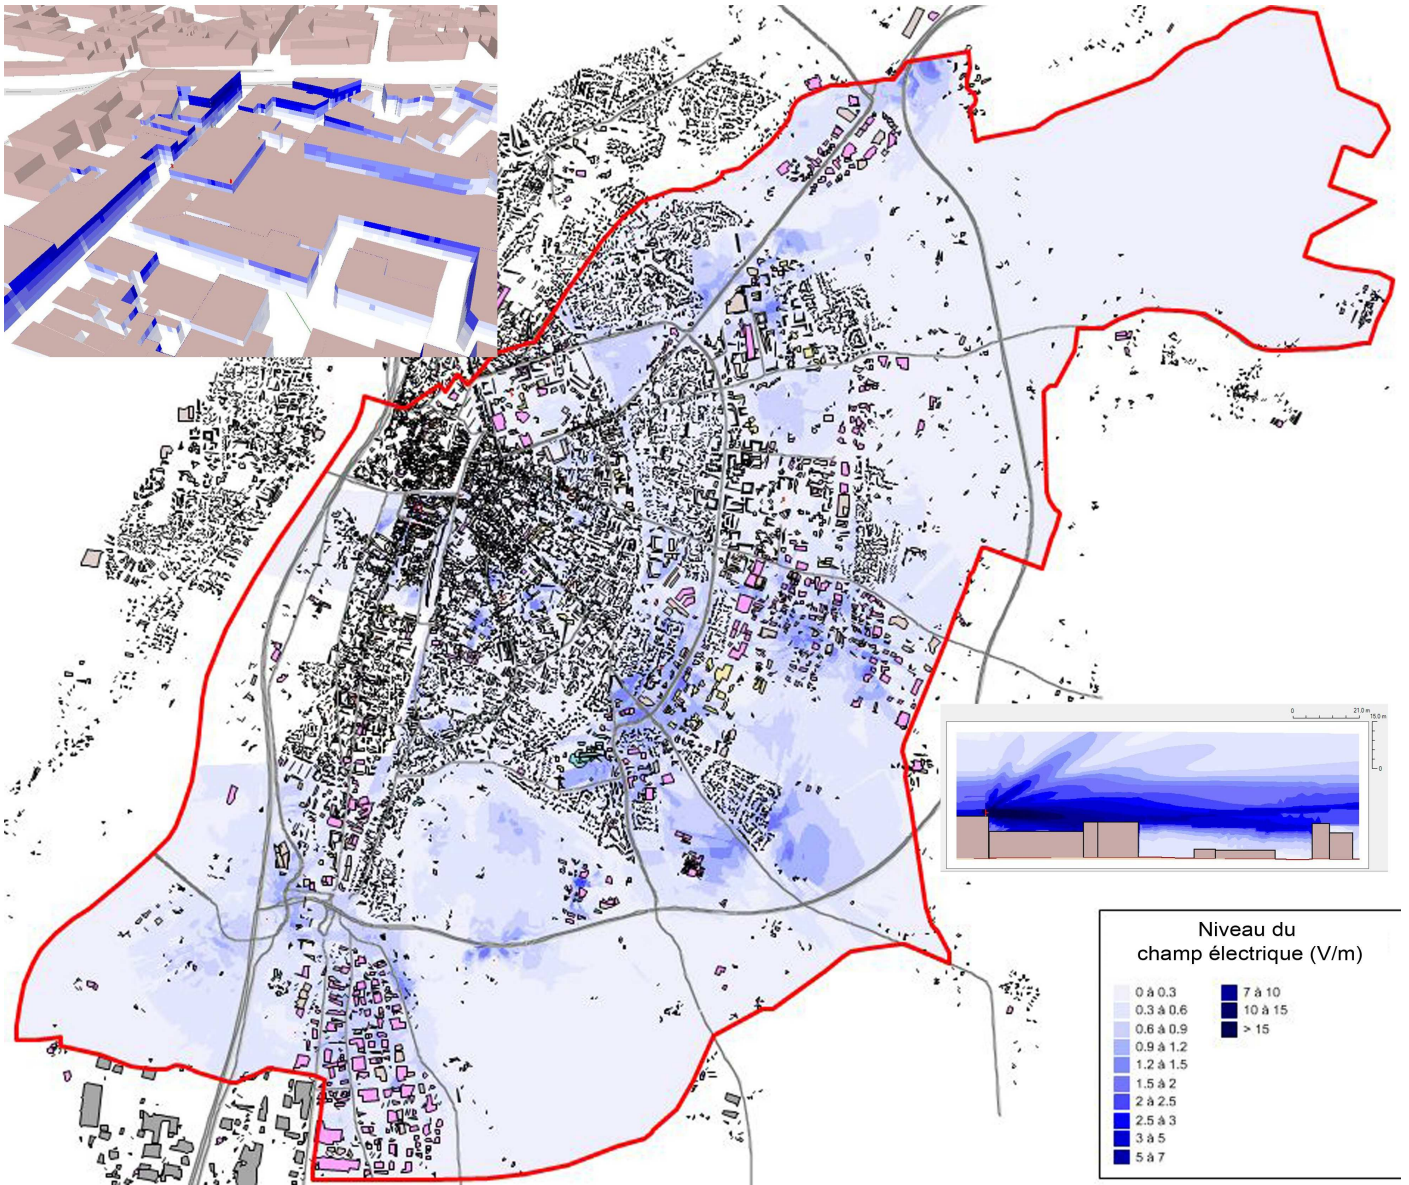 0
21.0 m
15.0 m
0
Niveau du
champ électrique (V/m)
0 à 0.3
0.3 à 0.6
0.6 à 0.9
0.9 à 1.2
1.2 à 1.5
1.5 à 2
2 à 2.5
2.5 à 3
3 à 5
5 à 7
7 à 10
10 à 15
> 15